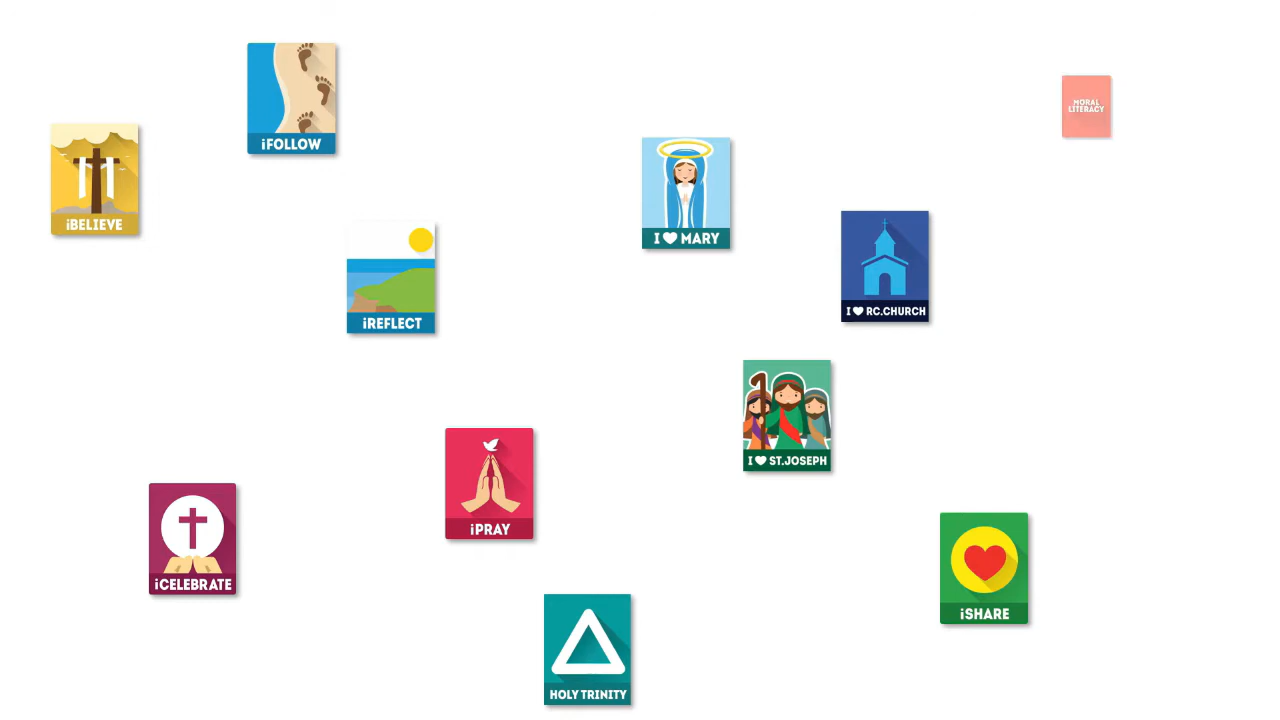 iFOLLOW
MORAL
LITERACY
iBELIEVE
I ♥ MARY
I ♥ RC.CHURCH
iREFLECT
I ♥ ST.JOSEPH
iPRAY
iCELEBRATE
iSHARE
HOLY TRINITY